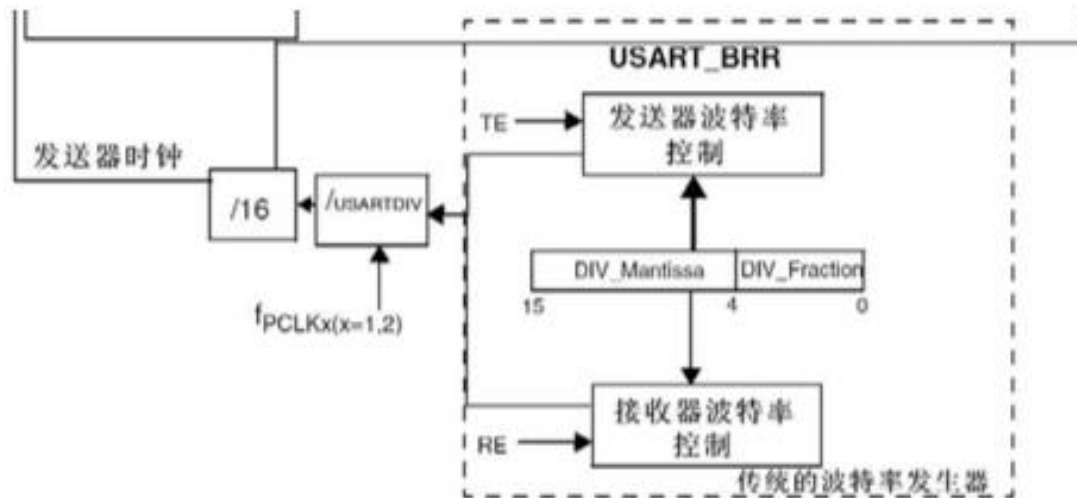 USART_BRR
TE
发送器波特率
控制
发送器时钟
/16
/USARTDIV
DIV_Mantissa
DIV_Fraction
15
4
0
fPCLKx(x=1,2)
接收器波特率
控制
RE
传统的波特率发生器